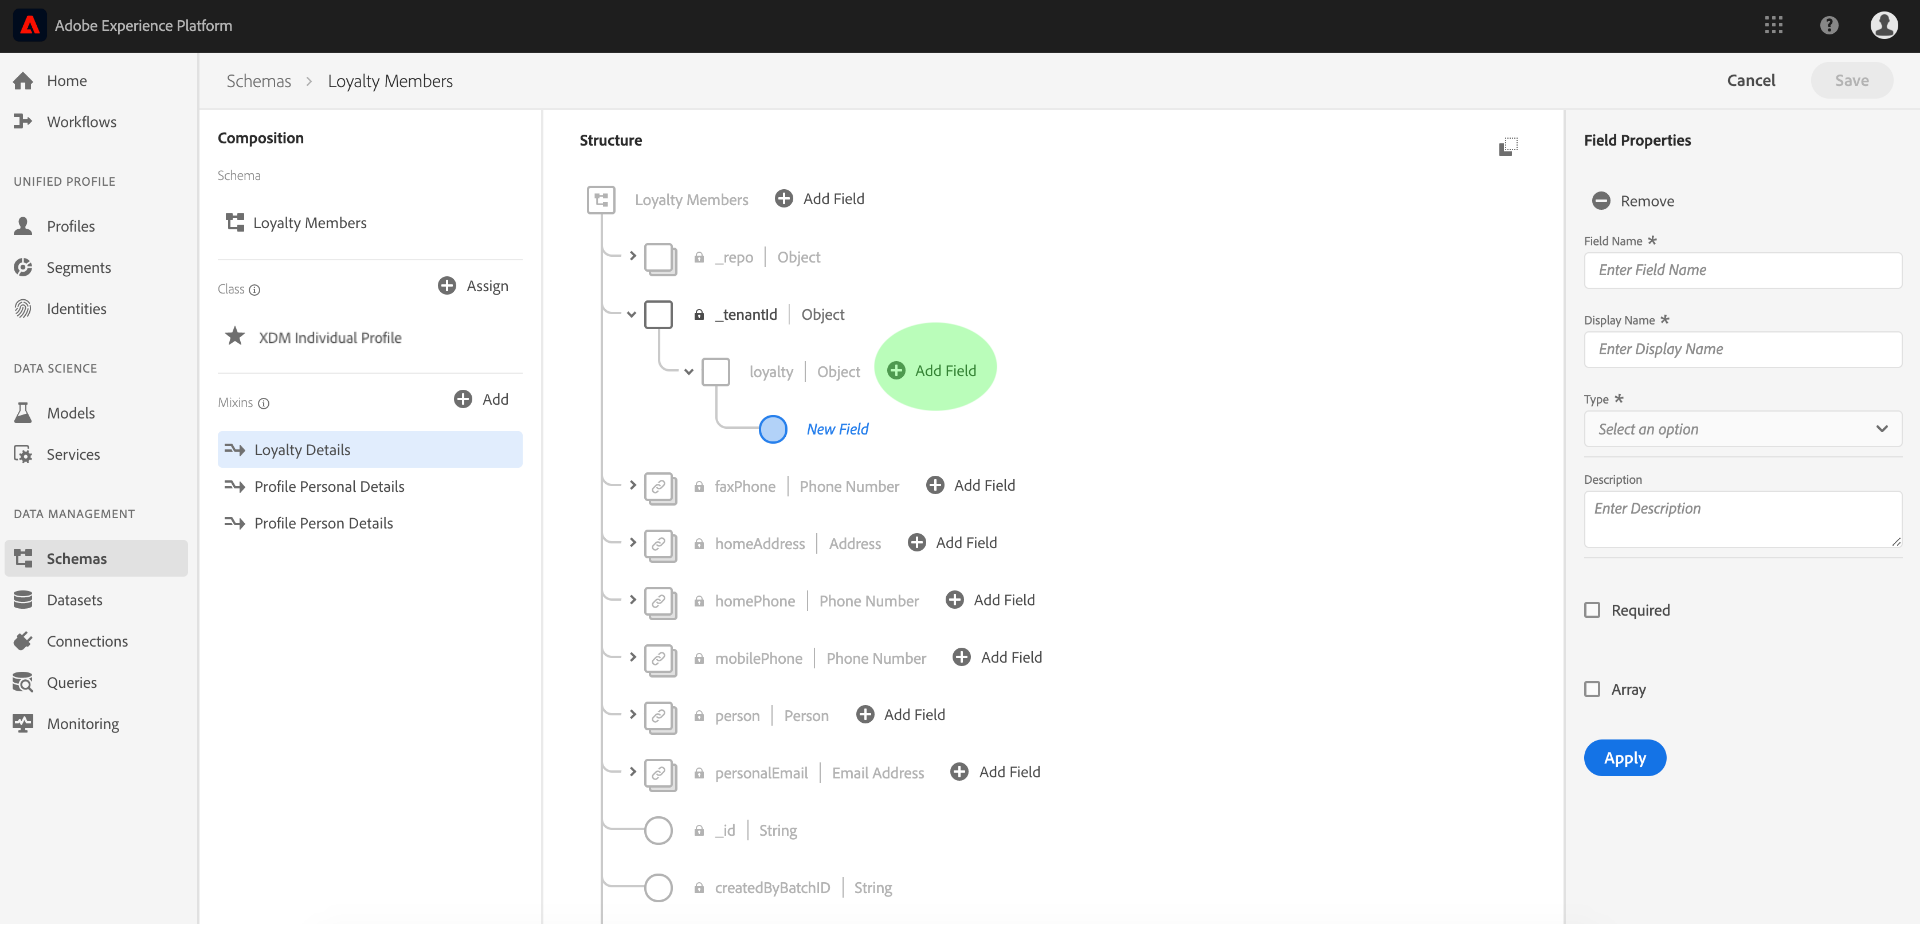 Adobe Experience Platform
Home
Workflows
UNIFIED PROFILE
Profiles
Segments
Identities
DATA SCIENCE
Models
Services
DATA MANAGEMENT
Schemas
Datasets
Connections
Queries
Monitoring
Schemas > Loyalty Members
Cancel
Save
Composition
Schema
Loyalty Members
Class
Assign
XDM Individual Profile
Mixins
Add
Loyalty Details
Profile Personal Details
Profile Person Details
Structure
Loyalty Members Add Field
_repo | Object
_tenantId | Object
loyalty | Object Add Field
New Field
faxPhone | Phone Number Add Field
homeAddress | Address Add Field
homePhone | Phone Number Add Field
mobilePhone | Phone Number Add Field
person | Person Add Field
personalEmail | Email Address Add Field
_id | String
createdByBatchID | String
Field Properties
Remove
Field Name *
Enter Field Name
Display Name *
Enter Display Name
Type *
Select an option
Description
Enter Description
Required
Array
Apply